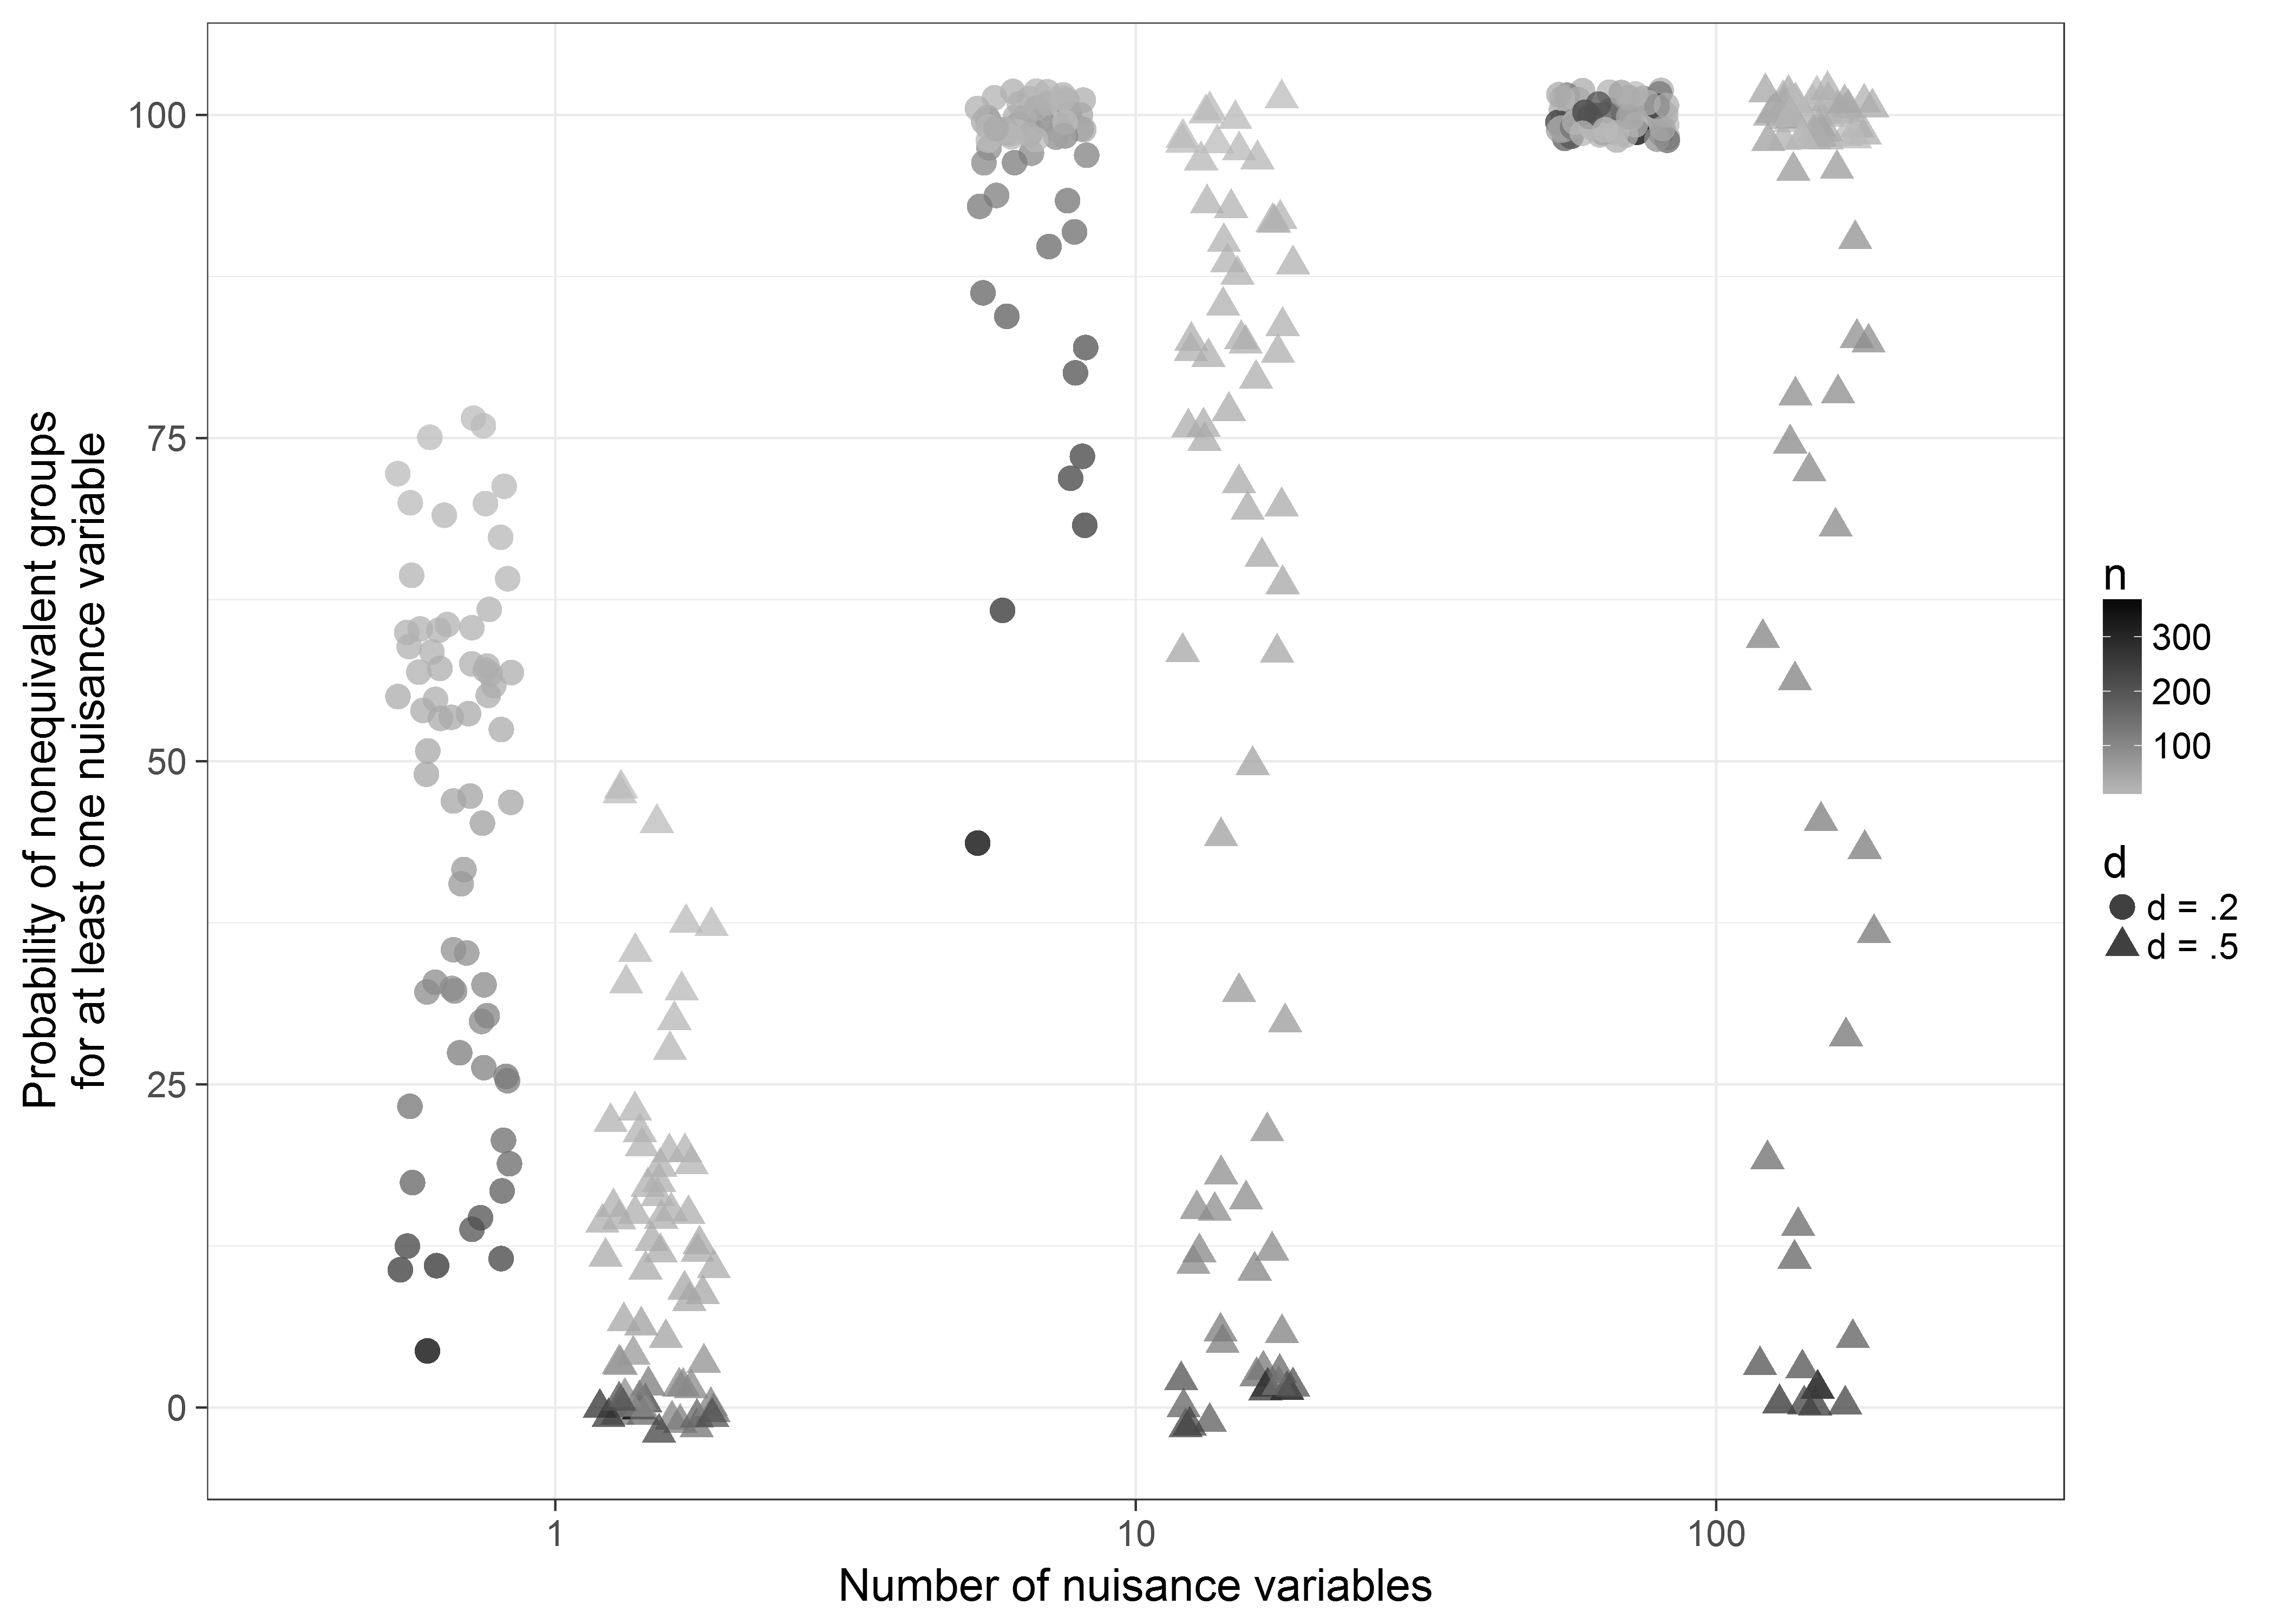 Probability of nonequivalent groups
for at least one nuisance variable
100
75
50
25
0
1
10
100
Number of nuisance variables
n
300
200
100
d
d = .2
d = .5